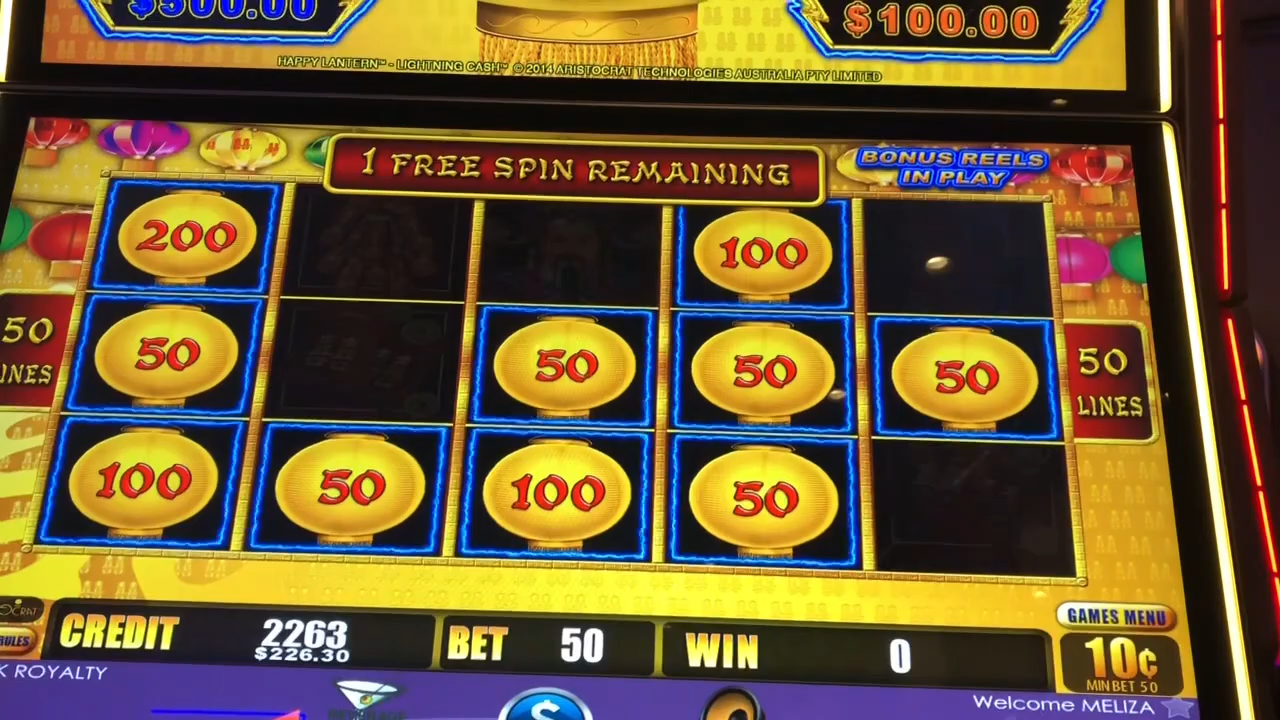 $500.00
$100.00
HAPPY LANTERN™ - LIGHTNING CASH™ © 2014 ARISTOCRAT TECHNOLOGIES AUSTRALIA PTY LIMITED
1 FREE SPIN REMAINING
BONUS REELS
IN PLAY
200
100
50
LINES
50
50
50
50
50
LINES
100
50
100
50
GAMES MENU
RULES
CREDIT 2263
$226.30
BET 50
WIN 0
10¢
MIN BET 50
ROYALTY
Welcome MELIZA